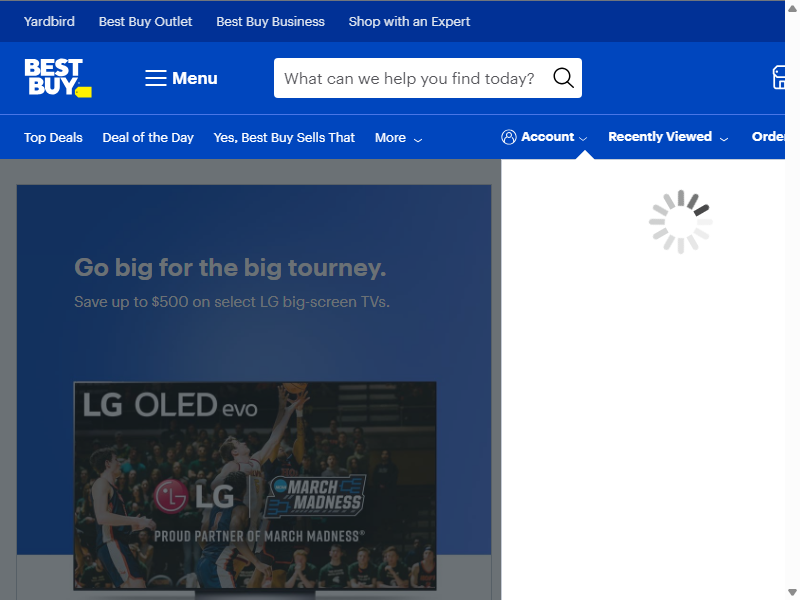 Yardbird Best Buy Outlet Best Buy Business Shop with an Expert
BEST BUY
Menu
What can we help you find today?
Top Deals Deal of the Day Yes, Best Buy Sells That More
Account Recently Viewed
Go big for the big tourney.
Save up to $500 on select LG big-screen TVs.
LG OLED evo
LG
NCAA MARCH MADNESS
PROUD PARTNER OF MARCH MADNESS®